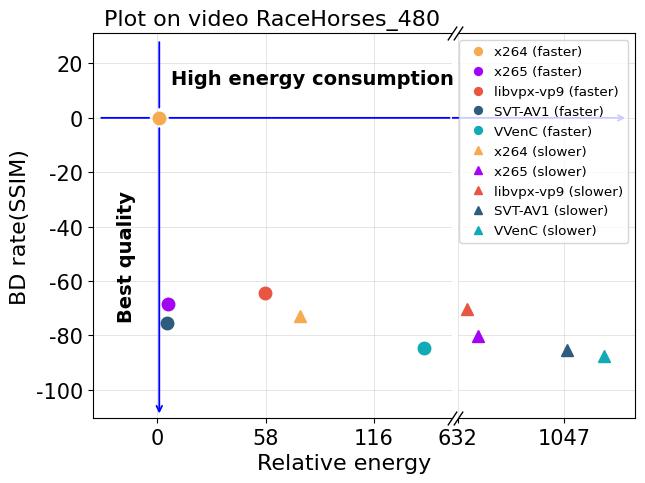 Plot on video RaceHorses_480
20
0
-20
-40
-60
-80
-100
BD rate(SSIM)
High energy consumption
Best quality
x264 (faster)
x265 (faster)
libvpx-vp9 (faster)
SVT-AV1 (faster)
VVenC (faster)
x264 (slower)
x265 (slower)
libvpx-vp9 (slower)
SVT-AV1 (slower)
VVenC (slower)
0 58 116 632 1047
Relative energy